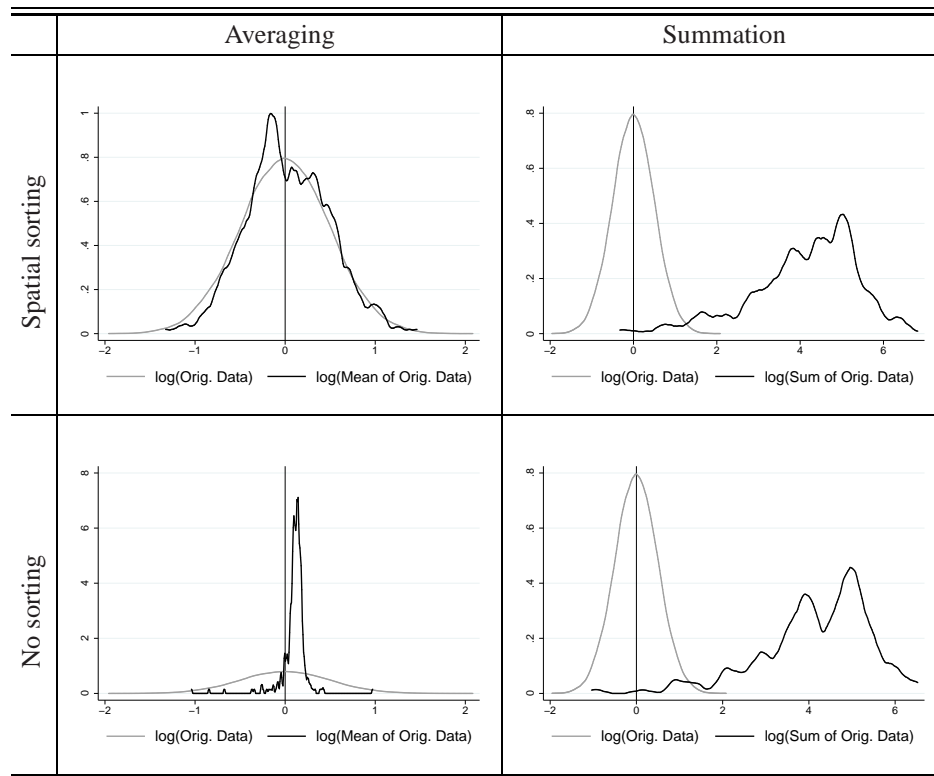 Averaging Summation
Spatial sorting
0 .2 .4 .6 .8 1
−2 −1 0 1 2
log(Orig. Data) log(Mean of Orig. Data)
0 .2 .4 .6 .8
−2 0 2 4 6
log(Orig. Data) log(Sum of Orig. Data)
No sorting
0 2 4 6 8
−2 −1 0 1 2
log(Orig. Data) log(Mean of Orig. Data)
0 .2 .4 .6 .8
−2 0 2 4 6
log(Orig. Data) log(Sum of Orig. Data)